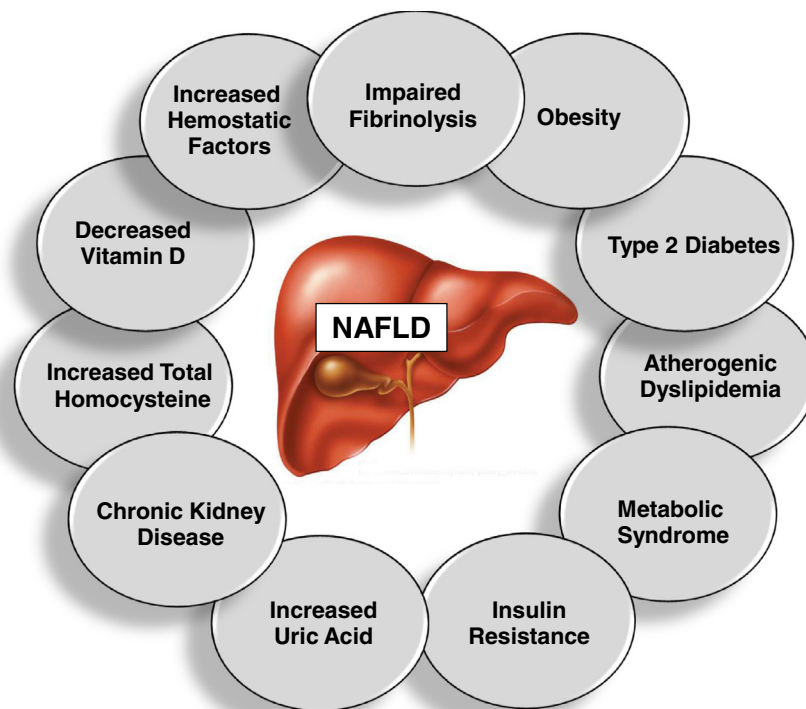 Impaired
Fibrinolysis
Obesity
Type 2 Diabetes
Atherogenic
Dyslipidemia
Metabolic
Syndrome
Insulin
Resistance
Increased
Uric Acid
Chronic Kidney
Disease
Increased Total
Homocysteine
Decreased
Vitamin D
Increased
Hemostatic
Factors
NAFLD